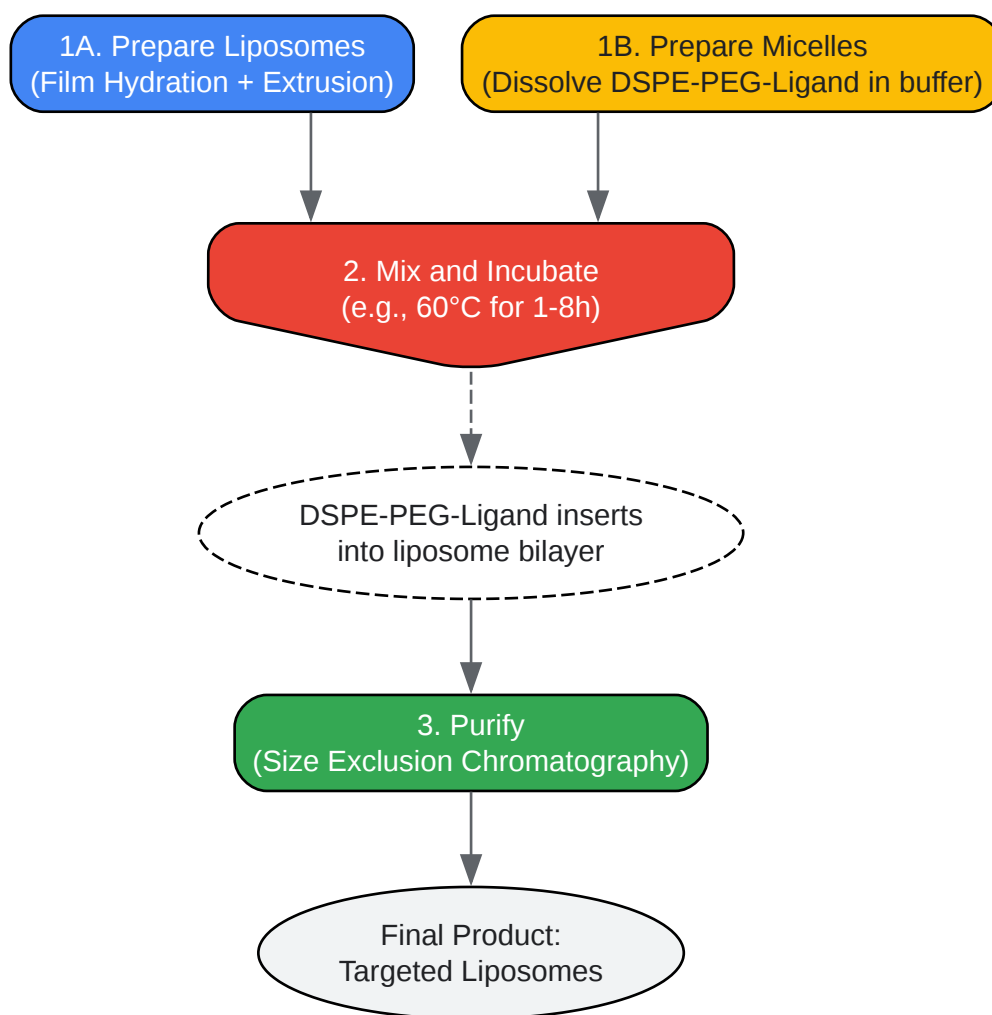 1A. Prepare Liposomes
(Film Hydration + Extrusion)
1B. Prepare Micelles
(Dissolve DSPE-PEG-Ligand in buffer)
2. Mix and Incubate
(e.g., 60°C for 1-8h)
DSPE-PEG-Ligand inserts
into liposome bilayer
3. Purify
(Size Exclusion Chromatography)
Final Product:
Targeted Liposomes